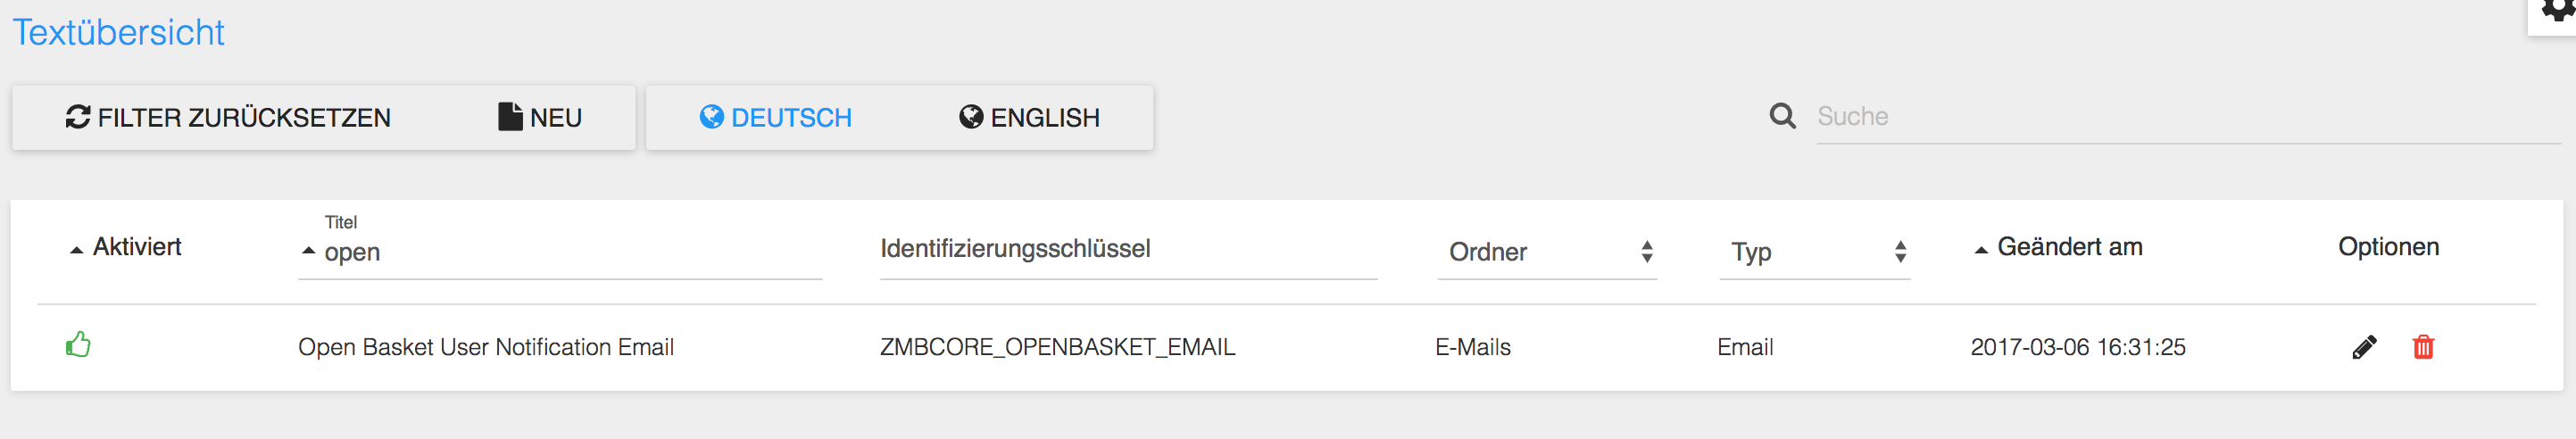 Textübersicht
FILTER ZURÜCKSETZEN NEU DEUTSCH ENGLISH Suche
Titel
Aktiviert open Identifizierungsschlüssel Ordner Typ Geändert am Optionen
Open Basket User Notification Email ZMBCORE_OPENBASKET_EMAIL E-Mails Email 2017-03-06 16:31:25